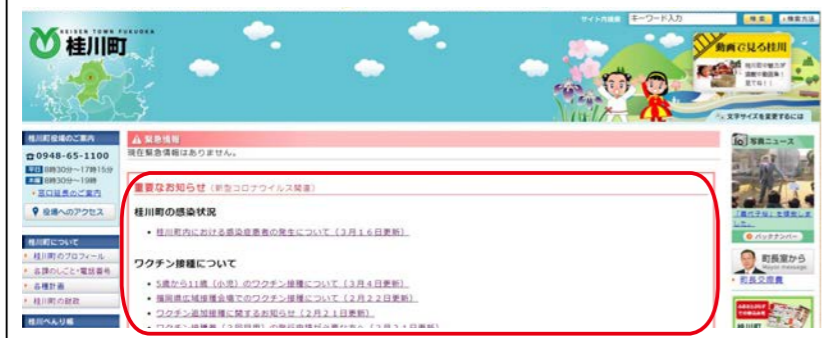 KEISEN TOWN FUKUOKA
桂川町
サイト内検索
キーワード入力
検索
検索方法
動画で見る桂川
文字サイズを変更するには
桂川町役場のご案内
0948-65-1100
平日 8時30分~17時15分
木曜 8時30分~19時
窓口延長のご案内
役場へのアクセス
桂川町について
桂川町のプロフィール
各課のしごと・電話番号
各種計画
桂川町の財政
桂川べんり帳
緊急情報
現在緊急情報はありません。
重要なお知らせ(新型コロナウイルス関連)
桂川町の感染状況
桂川町内における感染症患者の発生について(3月16日更新)
ワクチン接種について
5歳から11歳(小児)のワクチン接種について(3月4日更新)
福岡県広域接種会場でのワクチン接種について(2月22日更新)
ワクチン追加接種に関するお知らせ(2月21日更新)
写真ニュース
した。
バックナンバー
町長室から
Mayor message
町長交際費